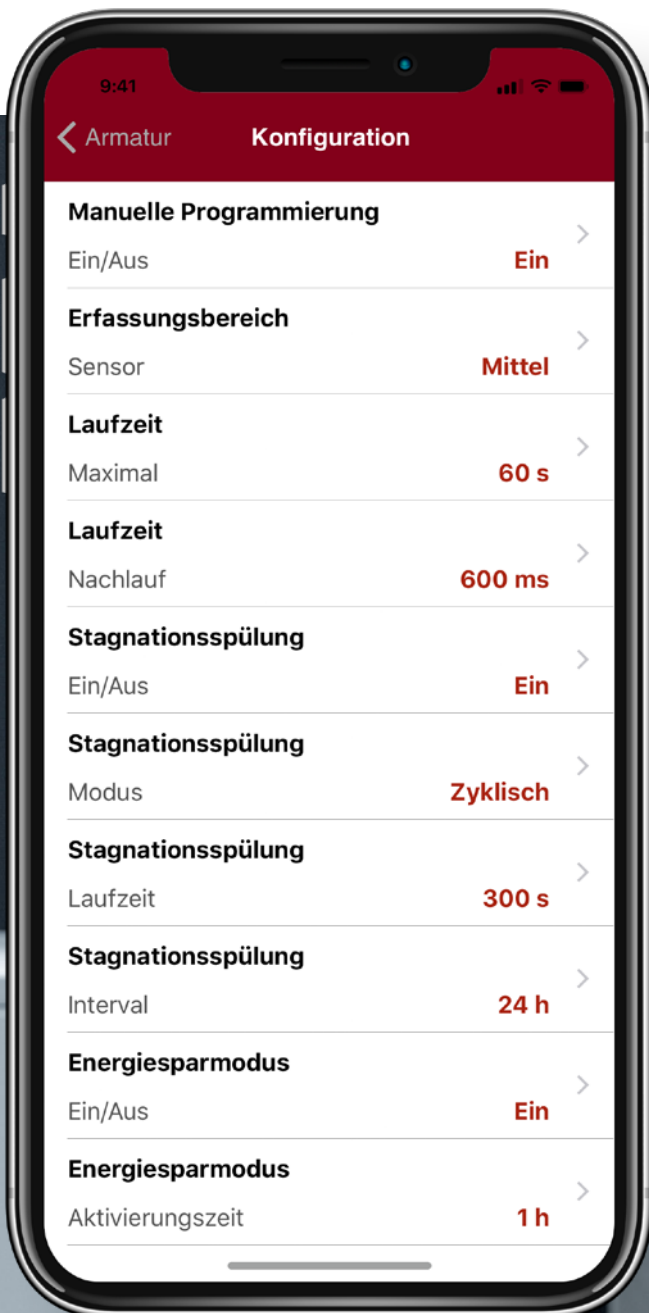 9:41
Armatur Konfiguration
Manuelle Programmierung
Ein/Aus Ein
Erfassungsbereich
Sensor Mittel
Laufzeit
Maximal 60 s
Laufzeit
Nachlauf 600 ms
Stagnationsspülung
Ein/Aus Ein
Stagnationsspülung
Modus Zyklisch
Stagnationsspülung
Laufzeit 300 s
Stagnationsspülung
Interval 24 h
Energiesparmodus
Ein/Aus Ein
Energiesparmodus
Aktivierungszeit 1 h